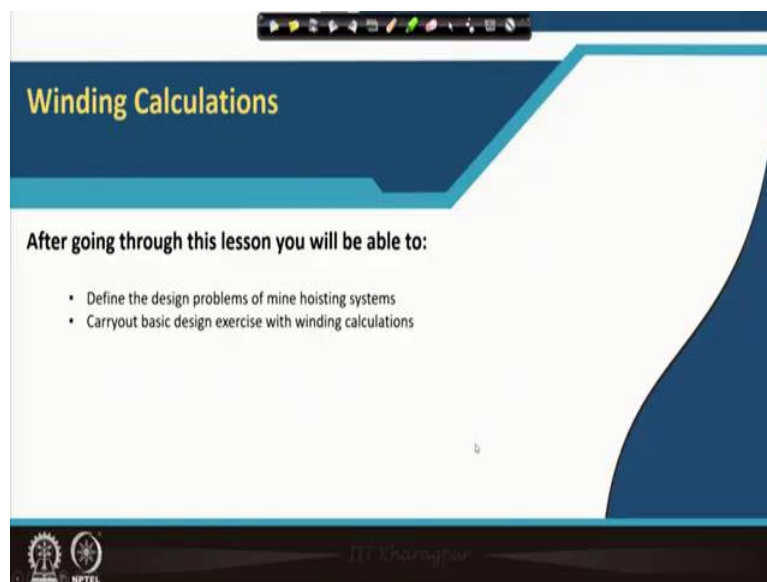 Winding Calculations
After going through this lesson you will be able to:
• Define the design problems of mine hoisting systems
• Carryout basic design exercise with winding calculations
IIT Kharagpur
NPTEL